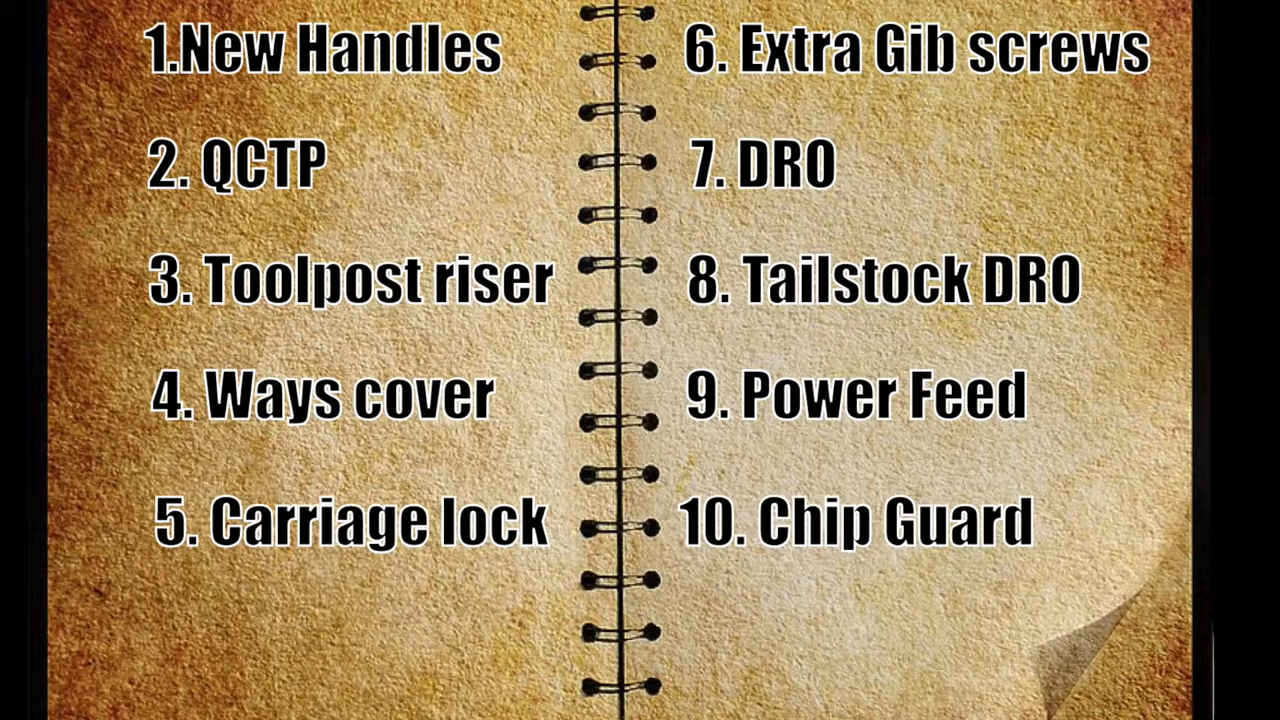 1.New Handles
2. QCTP
3. Toolpost riser
4. Ways cover
5. Carriage lock
6. Extra Gib screws
7. DRO
8. Tailstock DRO
9. Power Feed
10. Chip Guard